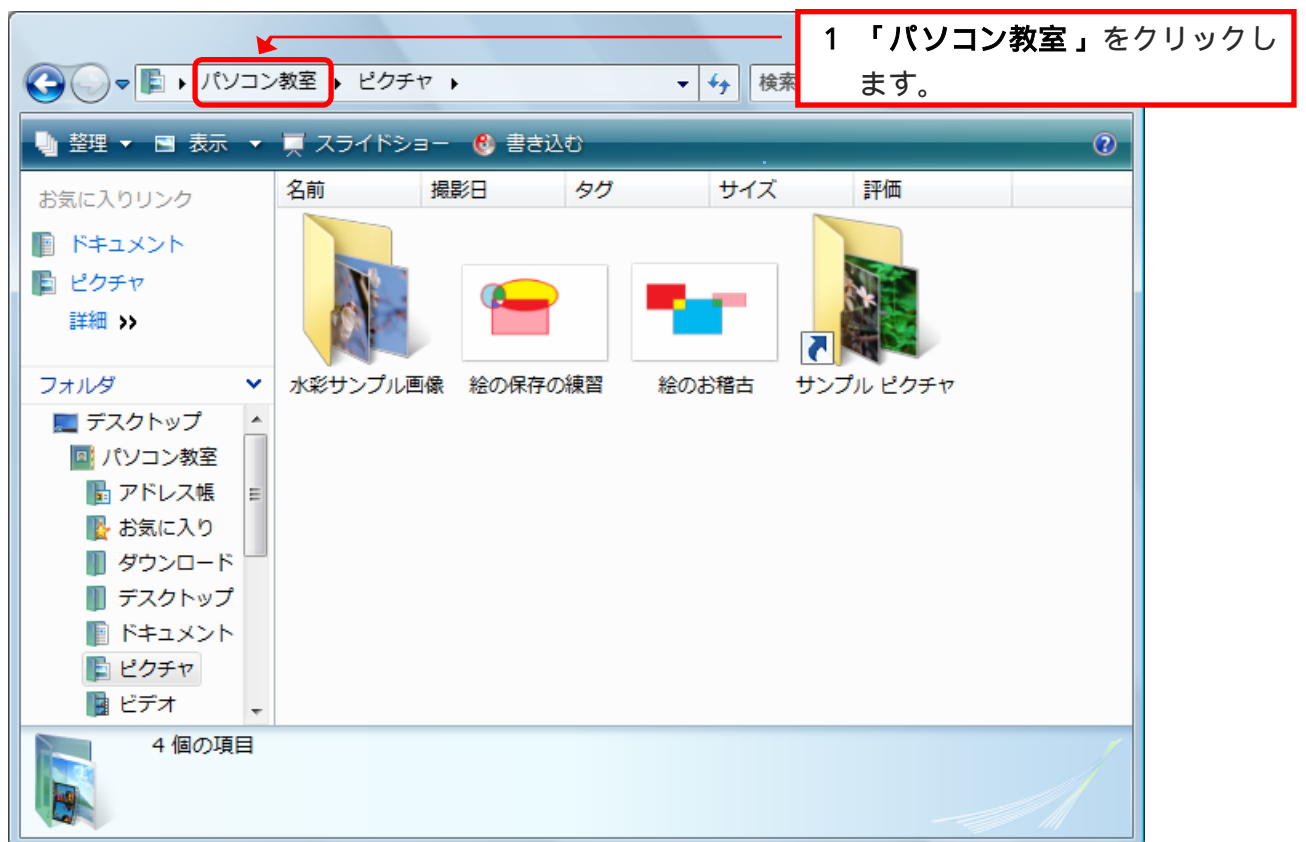 1 「パソコン教室」をクリックし
ます。
パソコン教室 ピクチャ 検索
整理 表示 スライドショー 書き込む
お気に入りリンク
ドキュメント
ピクチャ
詳細 >>
フォルダ
デスクトップ
パソコン教室
アドレス帳
お気に入り
ダウンロード
デスクトップ
ドキュメント
ピクチャ
ビデオ
名前 撮影日 タグ サイズ 評価
水彩サンプル画像 絵の保存の練習 絵のお稽古 サンプル ピクチャ
4 個の項目